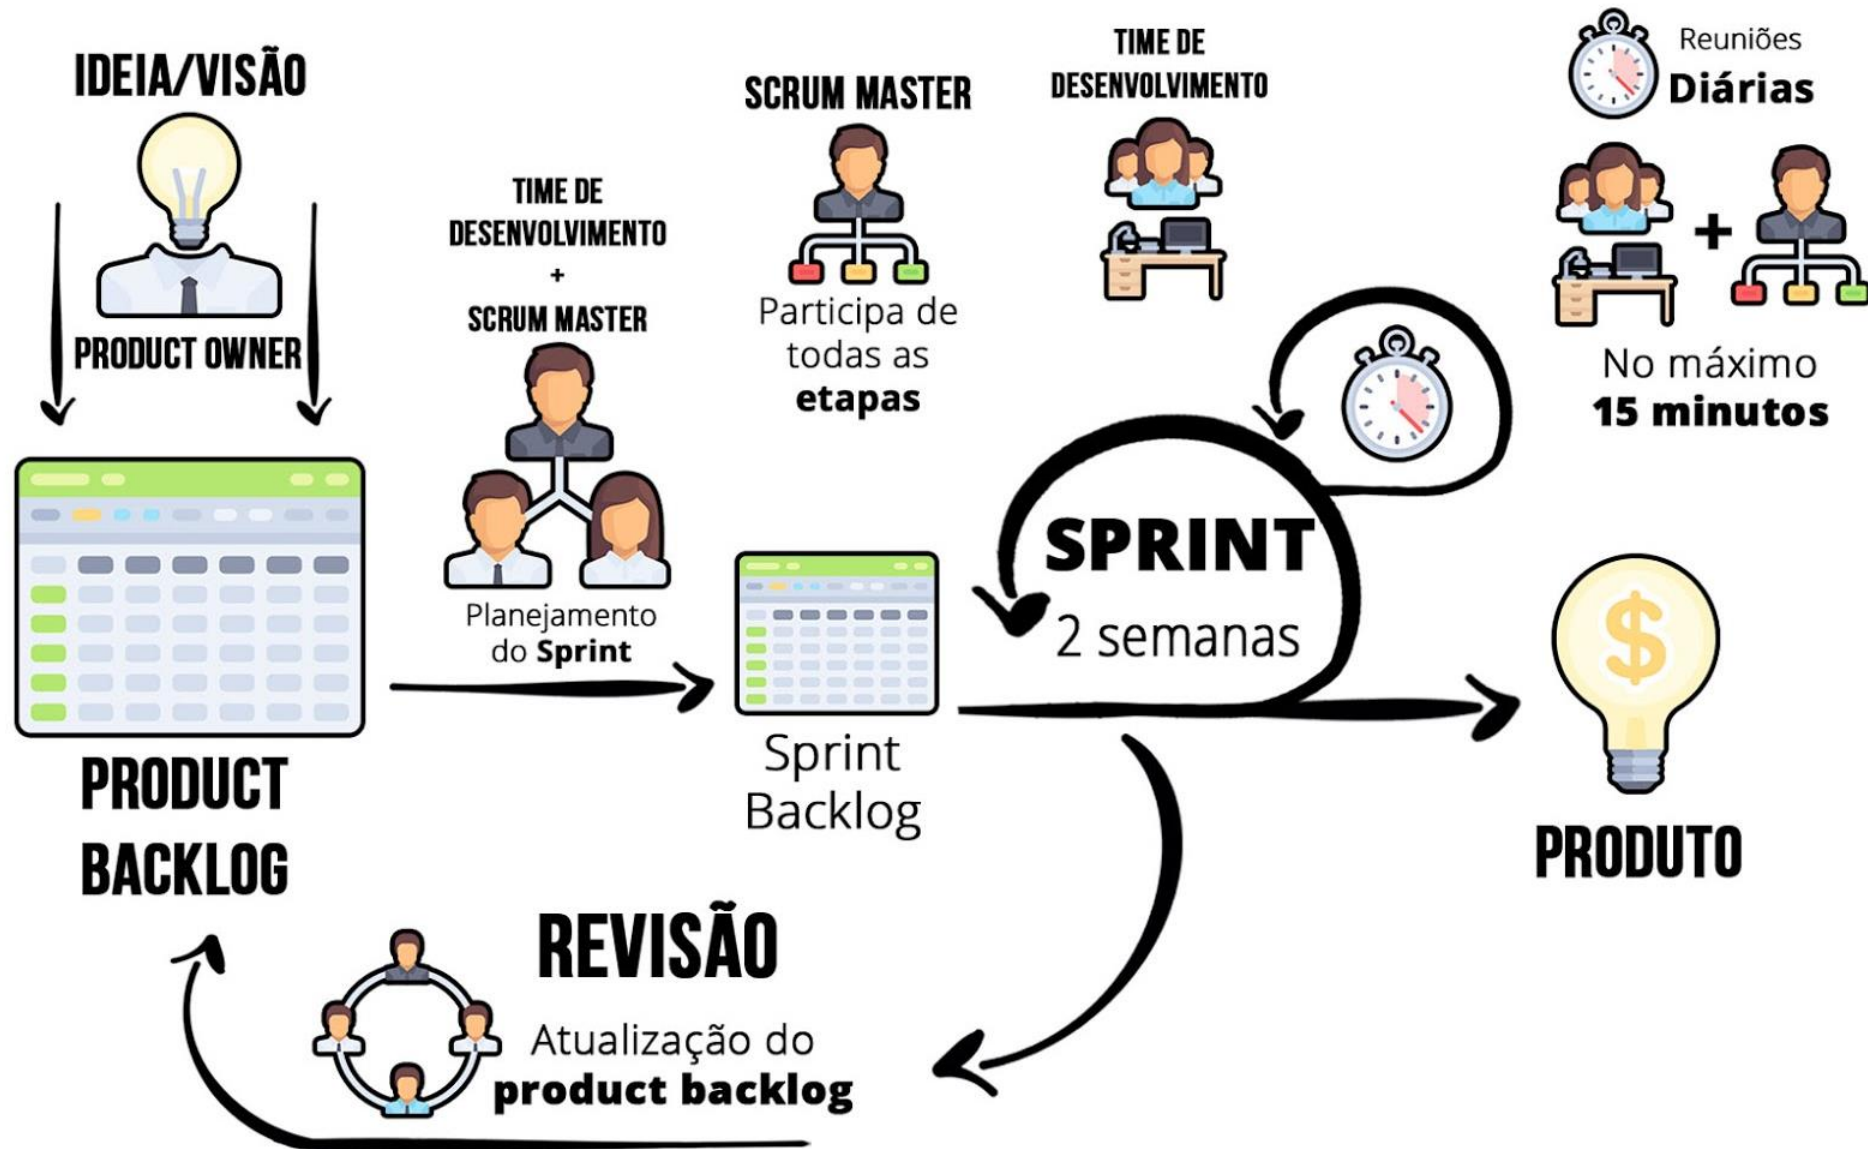 IDEIA/VISÃO
PRODUCT OWNER
PRODUCT
BACKLOG
TIME DE
DESENVOLVIMENTO
+
SCRUM MASTER
Planejamento
do Sprint
SCRUM MASTER
Participa de
todas as
etapas
TIME DE
DESENVOLVIMENTO
Reuniões
Diárias
+
No máximo
15 minutos
Sprint
Backlog
SPRINT
2 semanas
$
PRODUTO
REVISÃO
Atualização do
product backlog